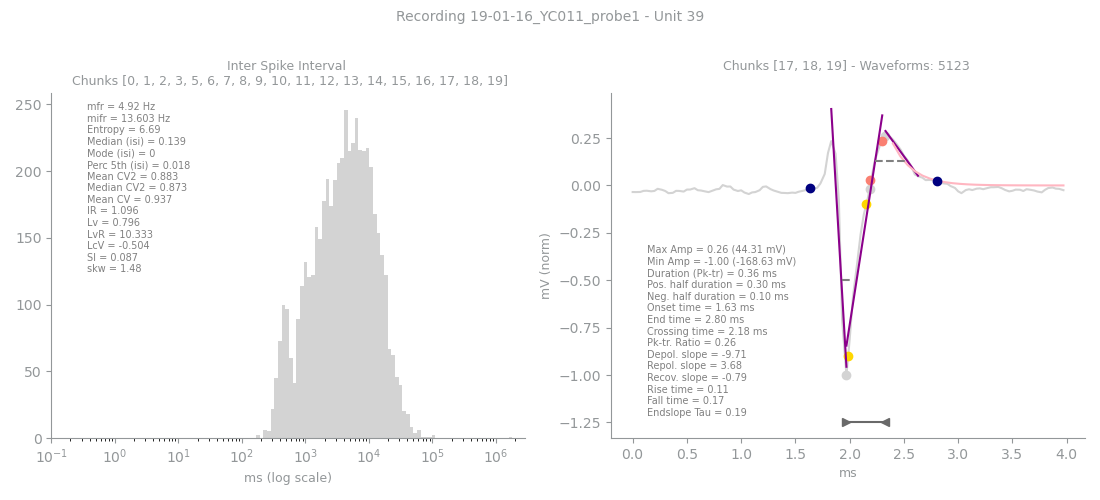 Recording 19-01-16_YC011_probe1 - Unit 39
Inter Spike Interval
Chunks [0, 1, 2, 3, 5, 6, 7, 8, 9, 10, 11, 12, 13, 14, 15, 16, 17, 18, 19]
250
200
150
100
50
0
mfr = 4.92 Hz
mifr = 13.603 Hz
Entropy = 6.69
Median (isi) = 0.139
Mode (isi) = 0
Perc 5th (isi) = 0.018
Mean CV2 = 0.883
Median CV2 = 0.873
Mean CV = 0.937
IR = 1.096
Lv = 0.796
LvR = 10.333
LcV = -0.504
SI = 0.087
skw = 1.48
10⁻¹ 10⁰ 10¹ 10² 10³ 10⁴ 10⁵ 10⁶
ms (log scale)
Chunks [17, 18, 19] - Waveforms: 5123
mV (norm)
0.25
0.00
−0.25
−0.50
−0.75
−1.00
−1.25
Max Amp = 0.26 (44.31 mV)
Min Amp = -1.00 (-168.63 mV)
Duration (Pk-tr) = 0.36 ms
Pos. half duration = 0.30 ms
Neg. half duration = 0.10 ms
Onset time = 1.63 ms
End time = 2.80 ms
Crossing time = 2.18 ms
Pk-tr. Ratio = 0.26
Depol. slope = -9.71
Repol. slope = 3.68
Recov. slope = -0.79
Rise time = 0.11
Fall time = 0.17
Endslope Tau = 0.19
0.0 0.5 1.0 1.5 2.0 2.5 3.0 3.5 4.0
ms